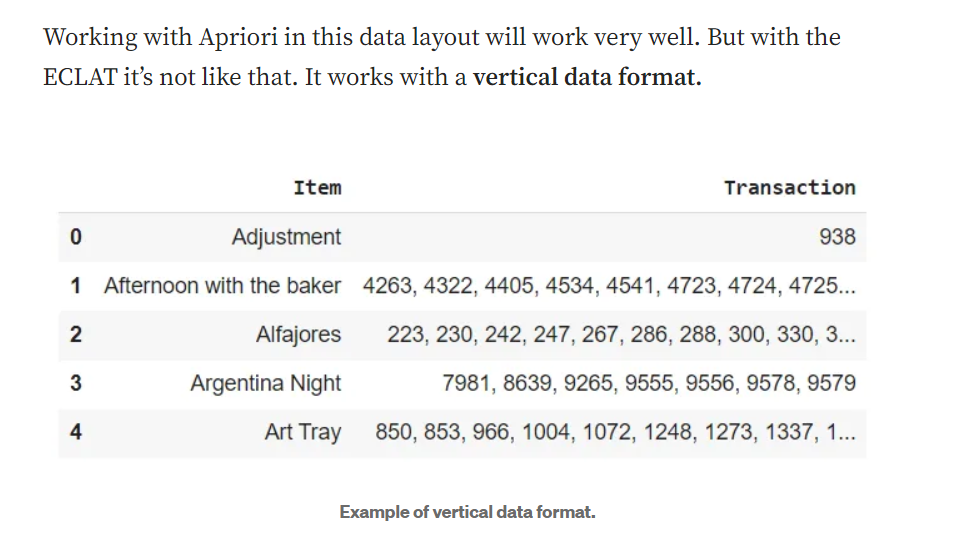 Working with Apriori in this data layout will work very well. But with the
ECLAT it’s not like that. It works with a vertical data format.
Item Transaction
0 Adjustment 938
1 Afternoon with the baker 4263, 4322, 4405, 4534, 4541, 4723, 4724, 4725...
2 Alfajores 223, 230, 242, 247, 267, 286, 288, 300, 330, 3...
3 Argentina Night 7981, 8639, 9265, 9555, 9556, 9578, 9579
4 Art Tray 850, 853, 966, 1004, 1072, 1248, 1273, 1337, 1...
Example of vertical data format.